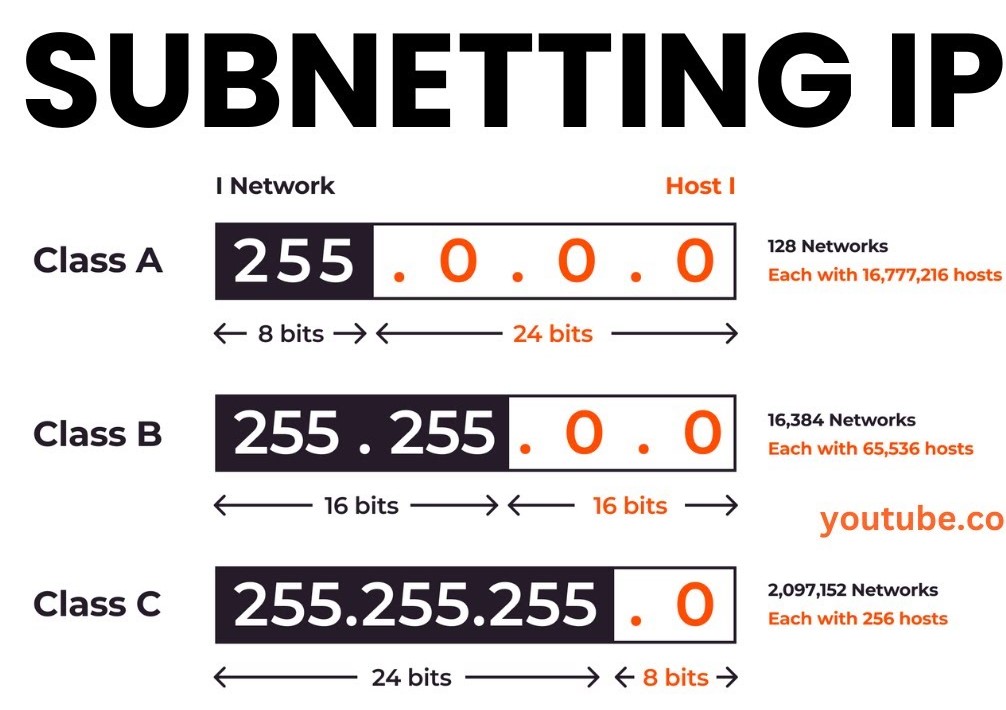 SUBNETTING IP
I Network Host I
Class A 255 . 0 . 0 . 0 128 Networks
Each with 16,777,216 hosts
8 bits 24 bits
Class B 255 . 255 . 0 . 0 16,384 Networks
Each with 65,536 hosts
16 bits 16 bits
youtube.co
Class C 255.255.255 . 0 2,097,152 Networks
Each with 256 hosts
24 bits 8 bits